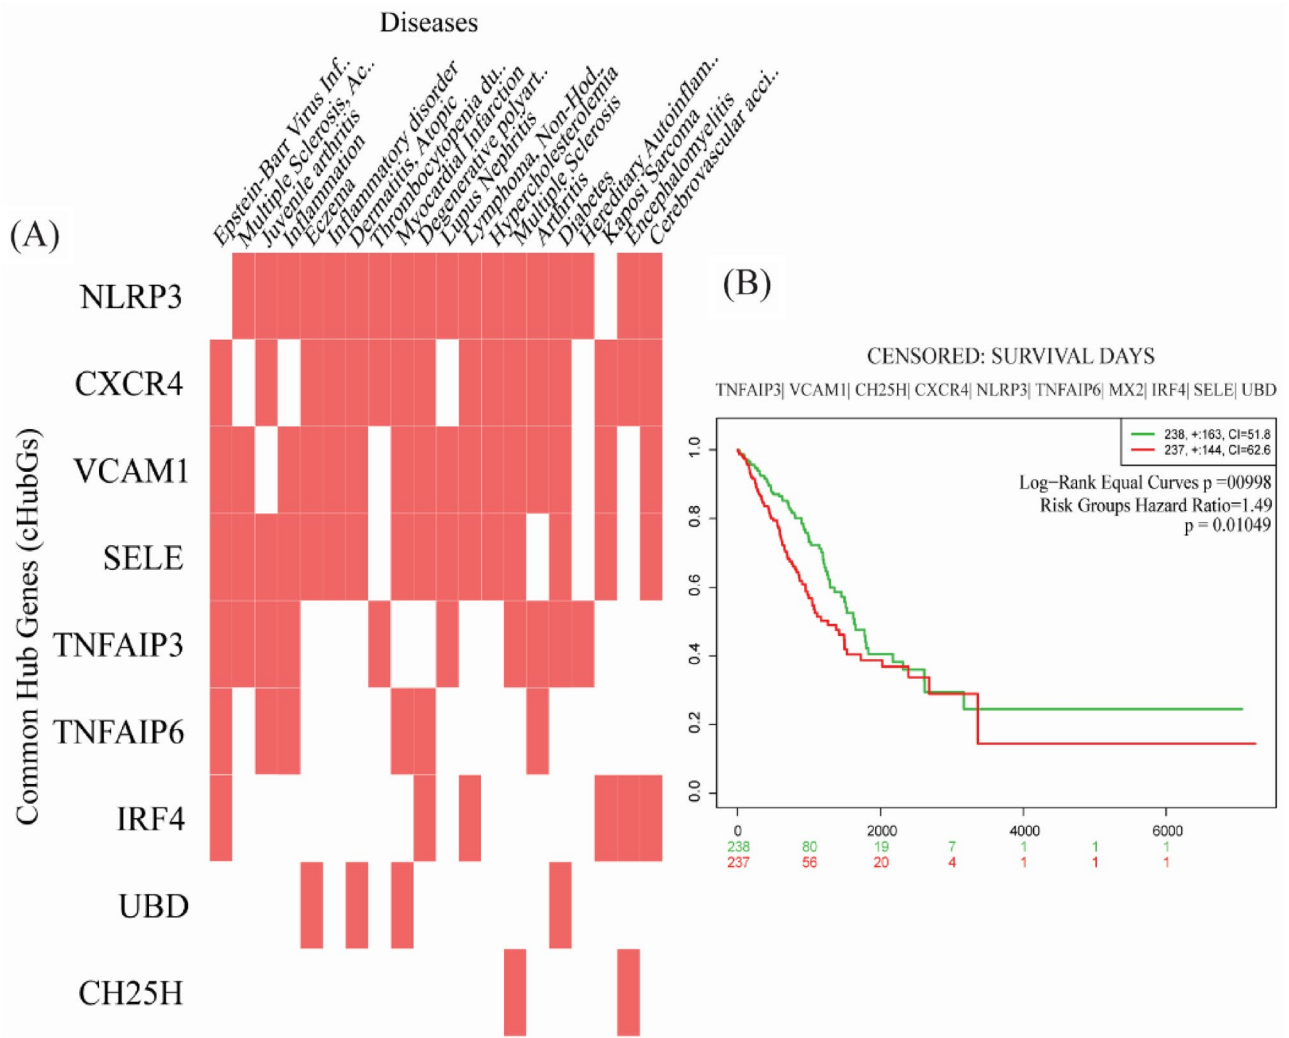 Diseases
Epstein-Barr Virus Inf..
Multiple Sclerosis, Ac..
Juvenile arthritis
Inflammation
Eczema
Inflammatory disorder
Dermatitis, Atopic
Thrombocytopenia du..
Myocardial Infarction
Degenerative polyart..
Lupus Nephritis
Lymphoma, Non-Hod..
Hypercholesterolemia
Multiple Sclerosis
Arthritis
Diabetes
Hereditary Autoinflam..
Kaposi Sarcoma
Encephalomyelitis
Cerebrovascular acci..
(A)
Common Hub Genes (cHubGs)
NLRP3
CXCR4
VCAM1
SELE
TNFAIP3
TNFAIP6
IRF4
UBD
CH25H
(B)
CENSORED: SURVIVAL DAYS
TNFAIP3| VCAM1| CH25H| CXCR4| NLRP3| TNFAIP6| MX2| IRF4| SELE| UBD
238, +:163, CI=51.8
237, +:144, CI=62.6
Log-Rank Equal Curves p =00998
Risk Groups Hazard Ratio=1.49
p = 0.01049
1.0
0.8
0.6
0.4
0.2
0.0
0 2000 4000 6000
238 80 19 7 1 1 1
237 56 20 4 1 1 1